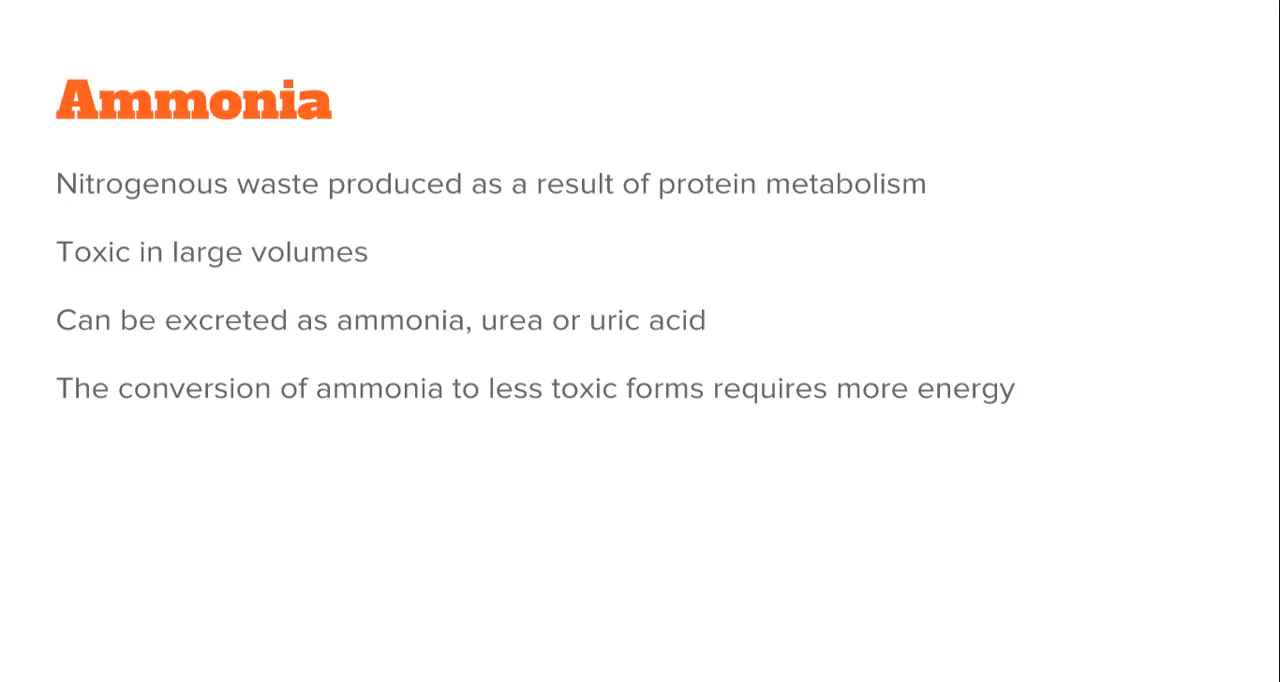 Ammonia
Nitrogenous waste produced as a result of protein metabolism
Toxic in large volumes
Can be excreted as ammonia, urea or uric acid
The conversion of ammonia to less toxic forms requires more energy